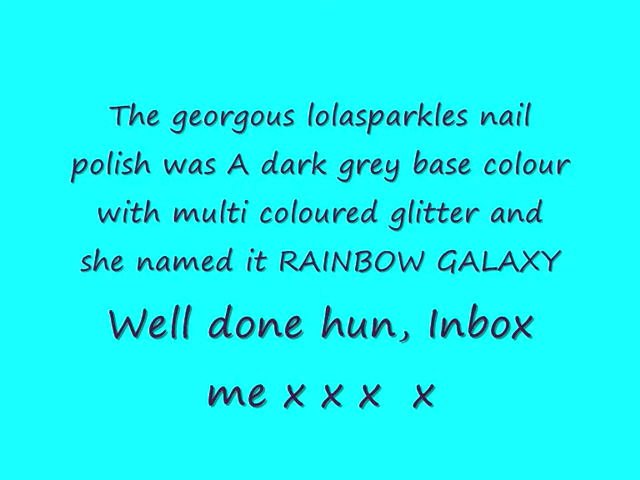 The georgous lolasparkles nail
polish was A dark grey base colour
with multi coloured glitter and
she named it RAINBOW GALAXY
Well done hun, Inbox
me x x x  x